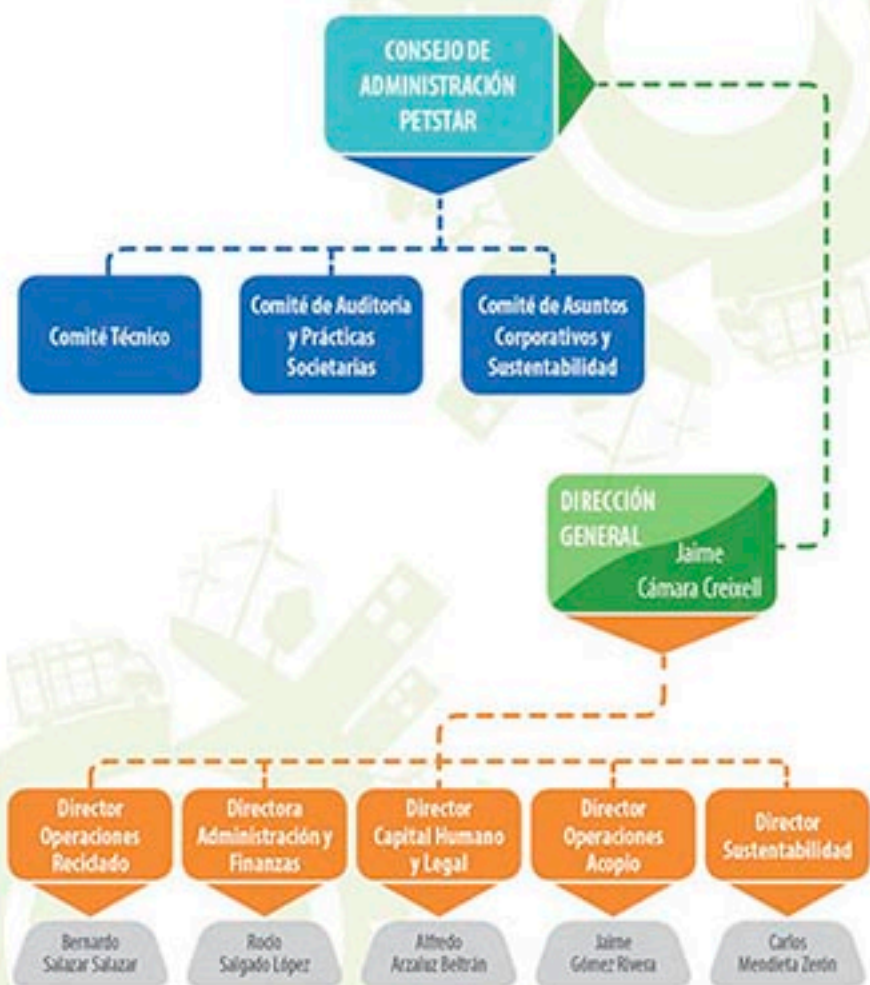 CONSEJO DE
ADMINISTRACIÓN
PETSTAR
Comité Técnico
Comité de Auditoría
y Prácticas
Societarias
Comité de Asuntos
Corporativos y
Sustentabilidad
DIRECCIÓN
GENERAL
Jaime
Cámara Creixell
Director
Operaciones
Reciclado
Directora
Administración y
Finanzas
Director
Capital Humano
y Legal
Director
Operaciones
Acopio
Director
Sustentabilidad
Bernardo
Salazar Salazar
Rocío
Salgado López
Alfredo
Arzaluz Beltrán
Jaime
Gómez Rivera
Carlos
Mendieta Zerón